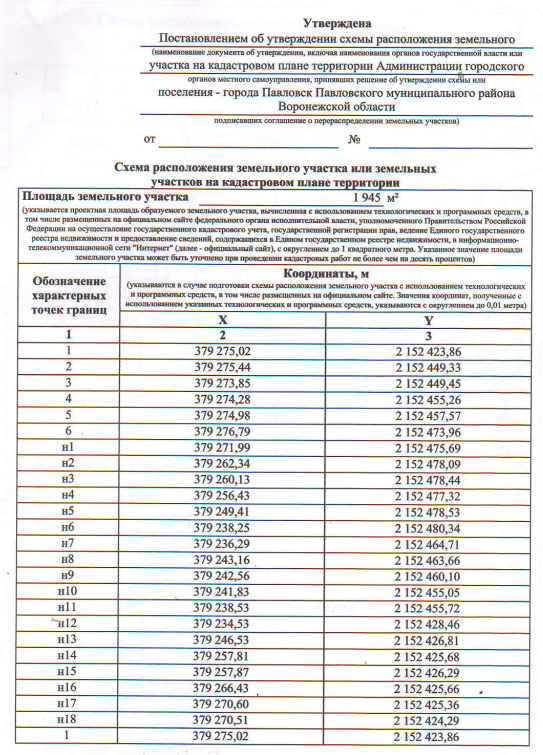 Утверждена
Постановлением об утверждении схемы расположения земельного
(наименование документа об утверждении, включая наименования органов государственной власти или
участка на кадастровом плане территории Администрации городского
органов местного самоуправления, принявших решение об утверждении схемы или
поселения - города Павловск Павловского муниципального района
Воронежской области
подписавших соглашение о перераспределении земельных участков)
от №
Схема расположения земельного участка или земельных
участков на кадастровом плане территории
Площадь земельного участка 1 945 м²
(указывается проектная площадь образуемого земельного участка, вычисленная с использованием технологических и программных средств, в
том числе размещенных на официальном сайте федерального органа исполнительной власти, уполномоченного Правительством Российской
Федерации на осуществление государственного кадастрового учета, государственной регистрации прав, ведение Единого государственного
реестра недвижимости и предоставление сведений, содержащихся в Едином государственном реестре недвижимости, в информационно-
телекоммуникационной сети "Интернет" (далее - официальный сайт), с округлением до 1 квадратного метра. Указанное значение площади
земельного участка может быть уточнено при проведении кадастровых работ не более чем на десять процентов)
Обозначение
характерных
точек границ
Координаты, м
(указываются в случае подготовки схемы расположения земельного участка с использованием технологических
и программных средств, в том числе размещенных на официальном сайте. Значения координат, полученные с
использованием указанных технологических и программных средств, указываются с округлением до 0,01 метра)
X Y
1 2 3
1 379 275,02 2 152 423,86
2 379 275,44 2 152 449,33
3 379 273,85 2 152 449,45
4 379 274,28 2 152 455,26
5 379 274,98 2 152 457,57
6 379 276,79 2 152 473,96
н1 379 271,99 2 152 475,69
н2 379 262,34 2 152 478,09
н3 379 260,13 2 152 478,44
н4 379 256,43 2 152 477,32
н5 379 249,41 2 152 478,53
н6 379 238,25 2 152 480,34
н7 379 236,29 2 152 464,71
н8 379 243,16 2 152 463,66
н9 379 242,56 2 152 460,10
н10 379 241,83 2 152 455,05
н11 379 238,53 2 152 455,72
н12 379 234,53 2 152 428,46
н13 379 246,53 2 152 426,81
н14 379 257,81 2 152 425,68
н15 379 257,87 2 152 426,29
н16 379 266,43 2 152 425,66
н17 379 270,60 2 152 425,36
н18 379 270,51 2 152 424,29
1 379 275,02 2 152 423,86